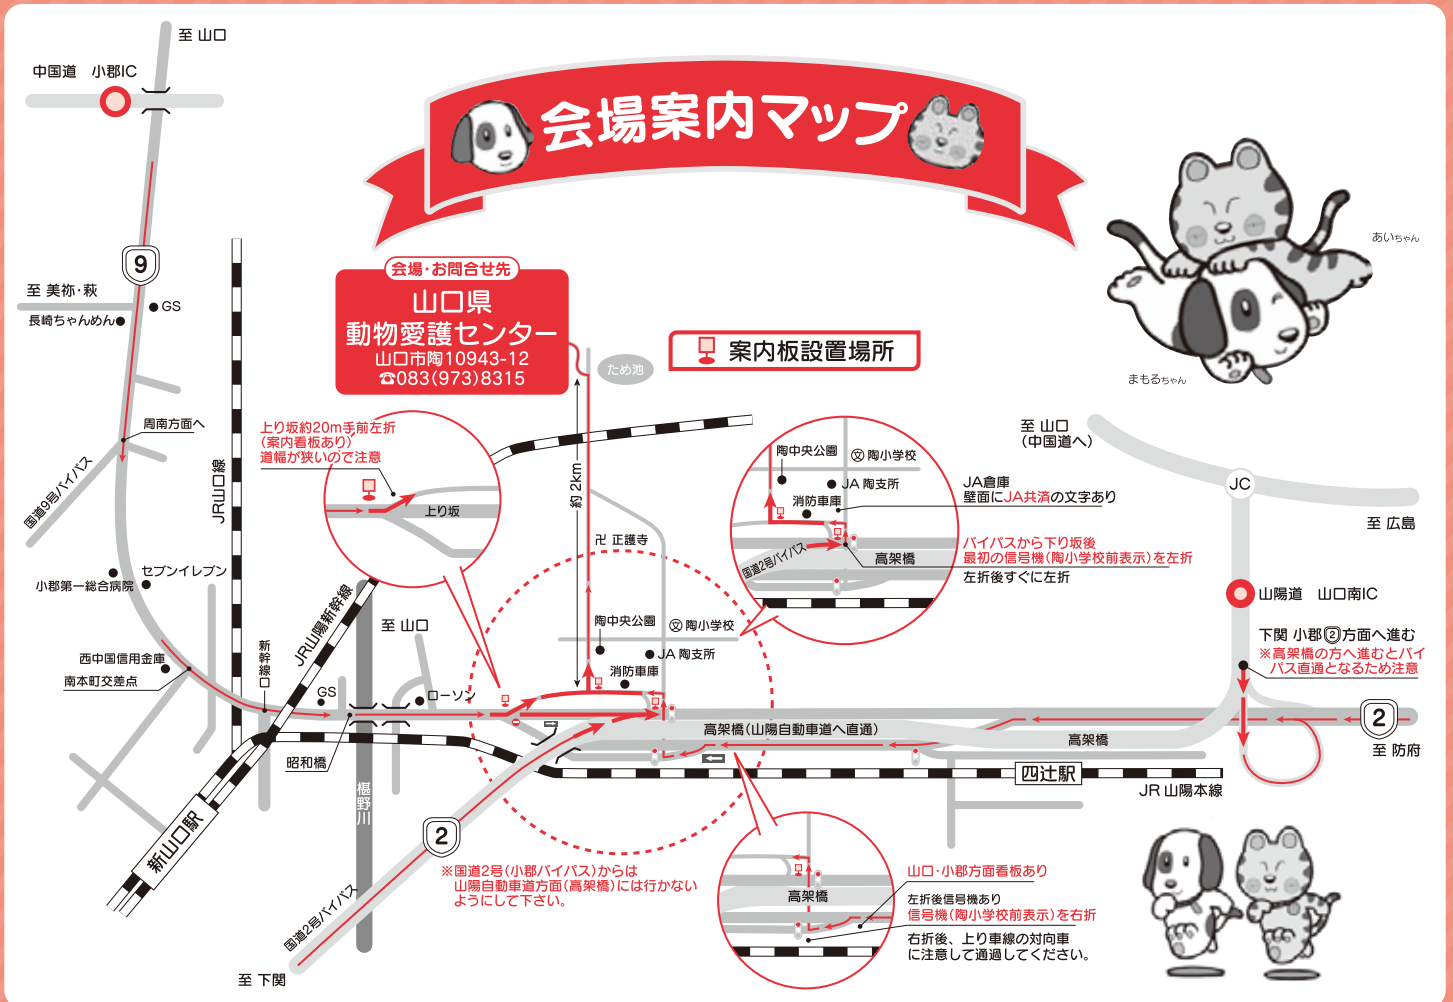 至 山口
中国道 小郡IC
会場案内マップ
9
至 美祢・萩
GS
長崎ちゃんめん
周南方面へ
国道9号バイパス
JR山口線
小郡第一総合病院
セブンイレブン
西中国信用金庫
南本町交差点
新幹線口
JR山陽新幹線
GS
昭和橋
新山口駅
椹野川
至 山口
ローソン
会場・お問合せ先
山口県
動物愛護センター
山口市陶10943-12
☎083(973)8315
案内板設置場所
ため池
あいちゃん
まもるちゃん
上り坂約20m手前左折
(案内看板あり)
道幅が狭いので注意
上り坂
約2km
卍 正護寺
陶中央公園
文 陶小学校
JA 陶支所
消防車庫
陶中央公園
文 陶小学校
JA 陶支所
消防車庫
国道2号バイパス
高架橋
JA倉庫
壁面にJA共済の文字あり
バイパスから下り坂後
最初の信号機(陶小学校前表示)を左折
左折後すぐに左折
至 山口
(中国道へ)
JC
至 広島
山陽道 山口南IC
下関 小郡2方面へ進む
※高架橋の方へ進むとバイ
パス直通となるため注意
2
至 防府
高架橋(山陽自動車道へ直通)
高架橋
四辻駅
JR 山陽本線
2
国道2号バイパス
至 下関
※国道2号(小郡バイパス)からは
山陽自動車道方面(高架橋)には行かない
ようにして下さい。
高架橋
山口・小郡方面看板あり
左折後信号機あり
信号機(陶小学校前表示)を右折
右折後、上り車線の対向車
に注意して通過してください。